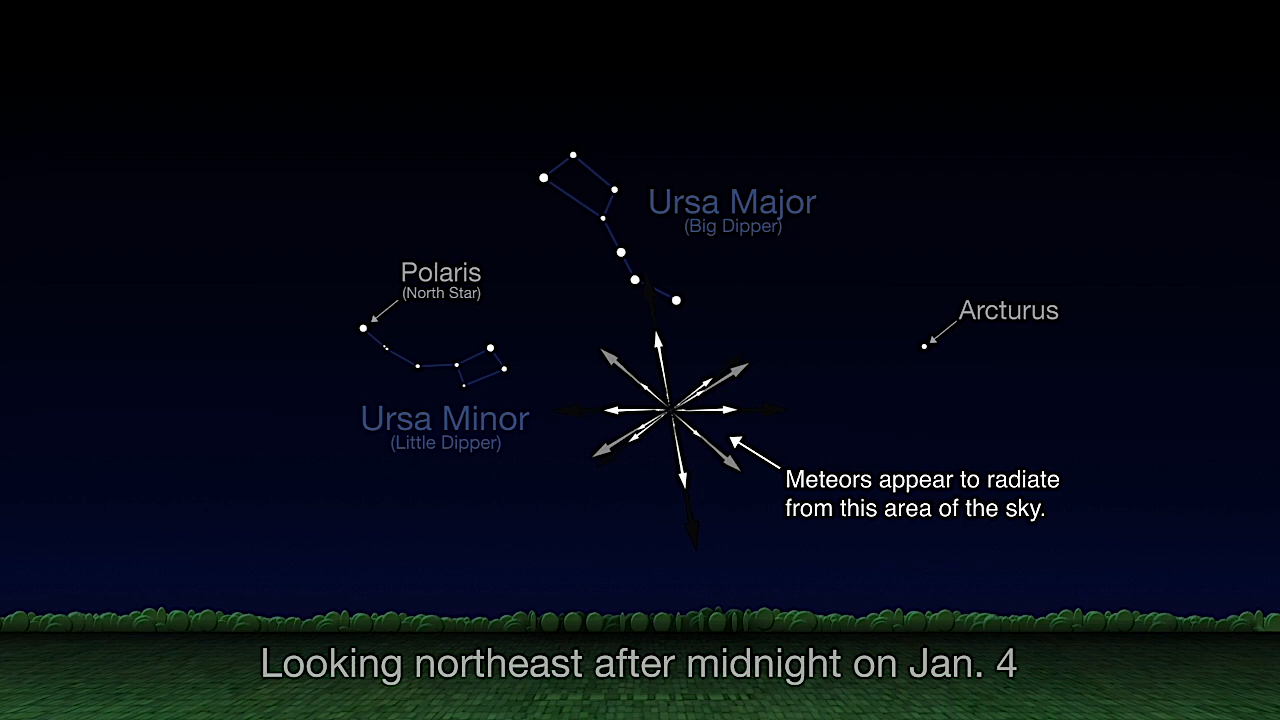 Ursa Major
(Big Dipper)
Polaris
(North Star)
Arcturus
Ursa Minor
(Little Dipper)
Meteors appear to radiate
from this area of the sky.
Looking northeast after midnight on Jan. 4